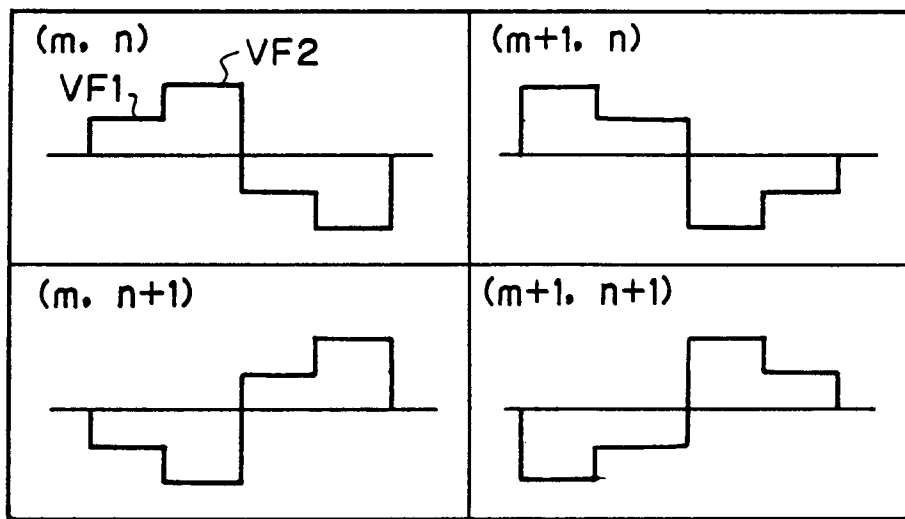 (m, n)
VF1
VF2
(m+1, n)
(m, n+1)
(m+1, n+1)